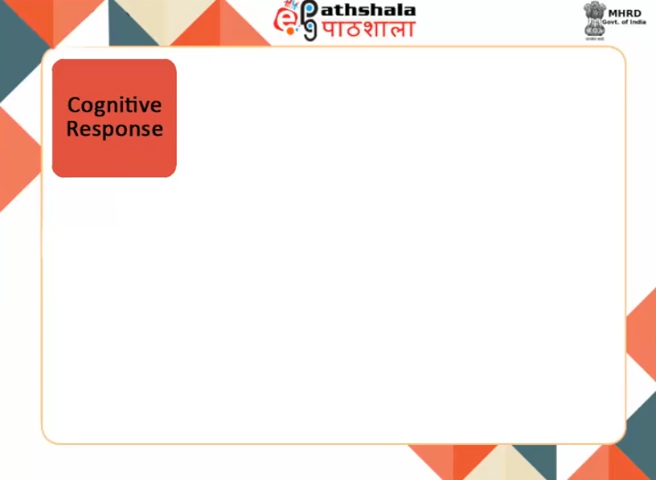 e Pathshala
पाठशाला
MHRD
Govt. of India
Cognitive
Response